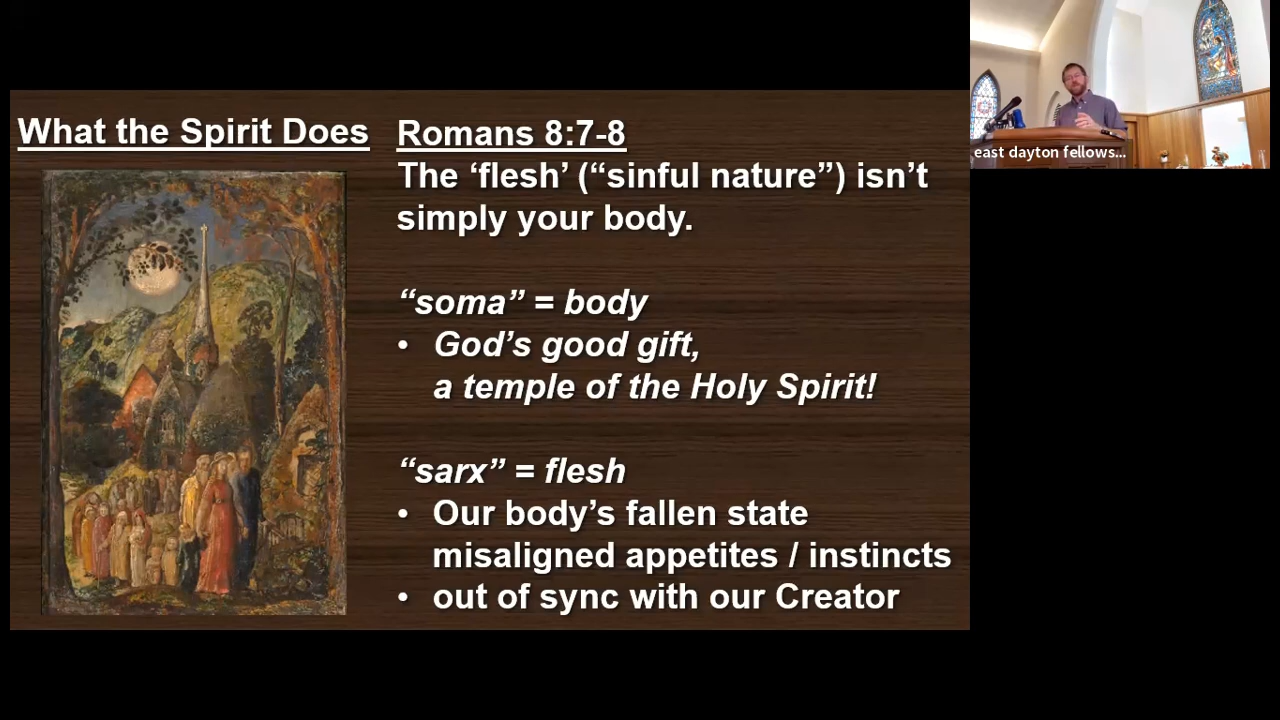 What the Spirit Does
Romans 8:7-8
The ‘flesh’ (“sinful nature”) isn’t
simply your body.
“soma” = body
• God’s good gift,
a temple of the Holy Spirit!
“sarx” = flesh
• Our body’s fallen state
misaligned appetites / instincts
• out of sync with our Creator
east dayton fellows...